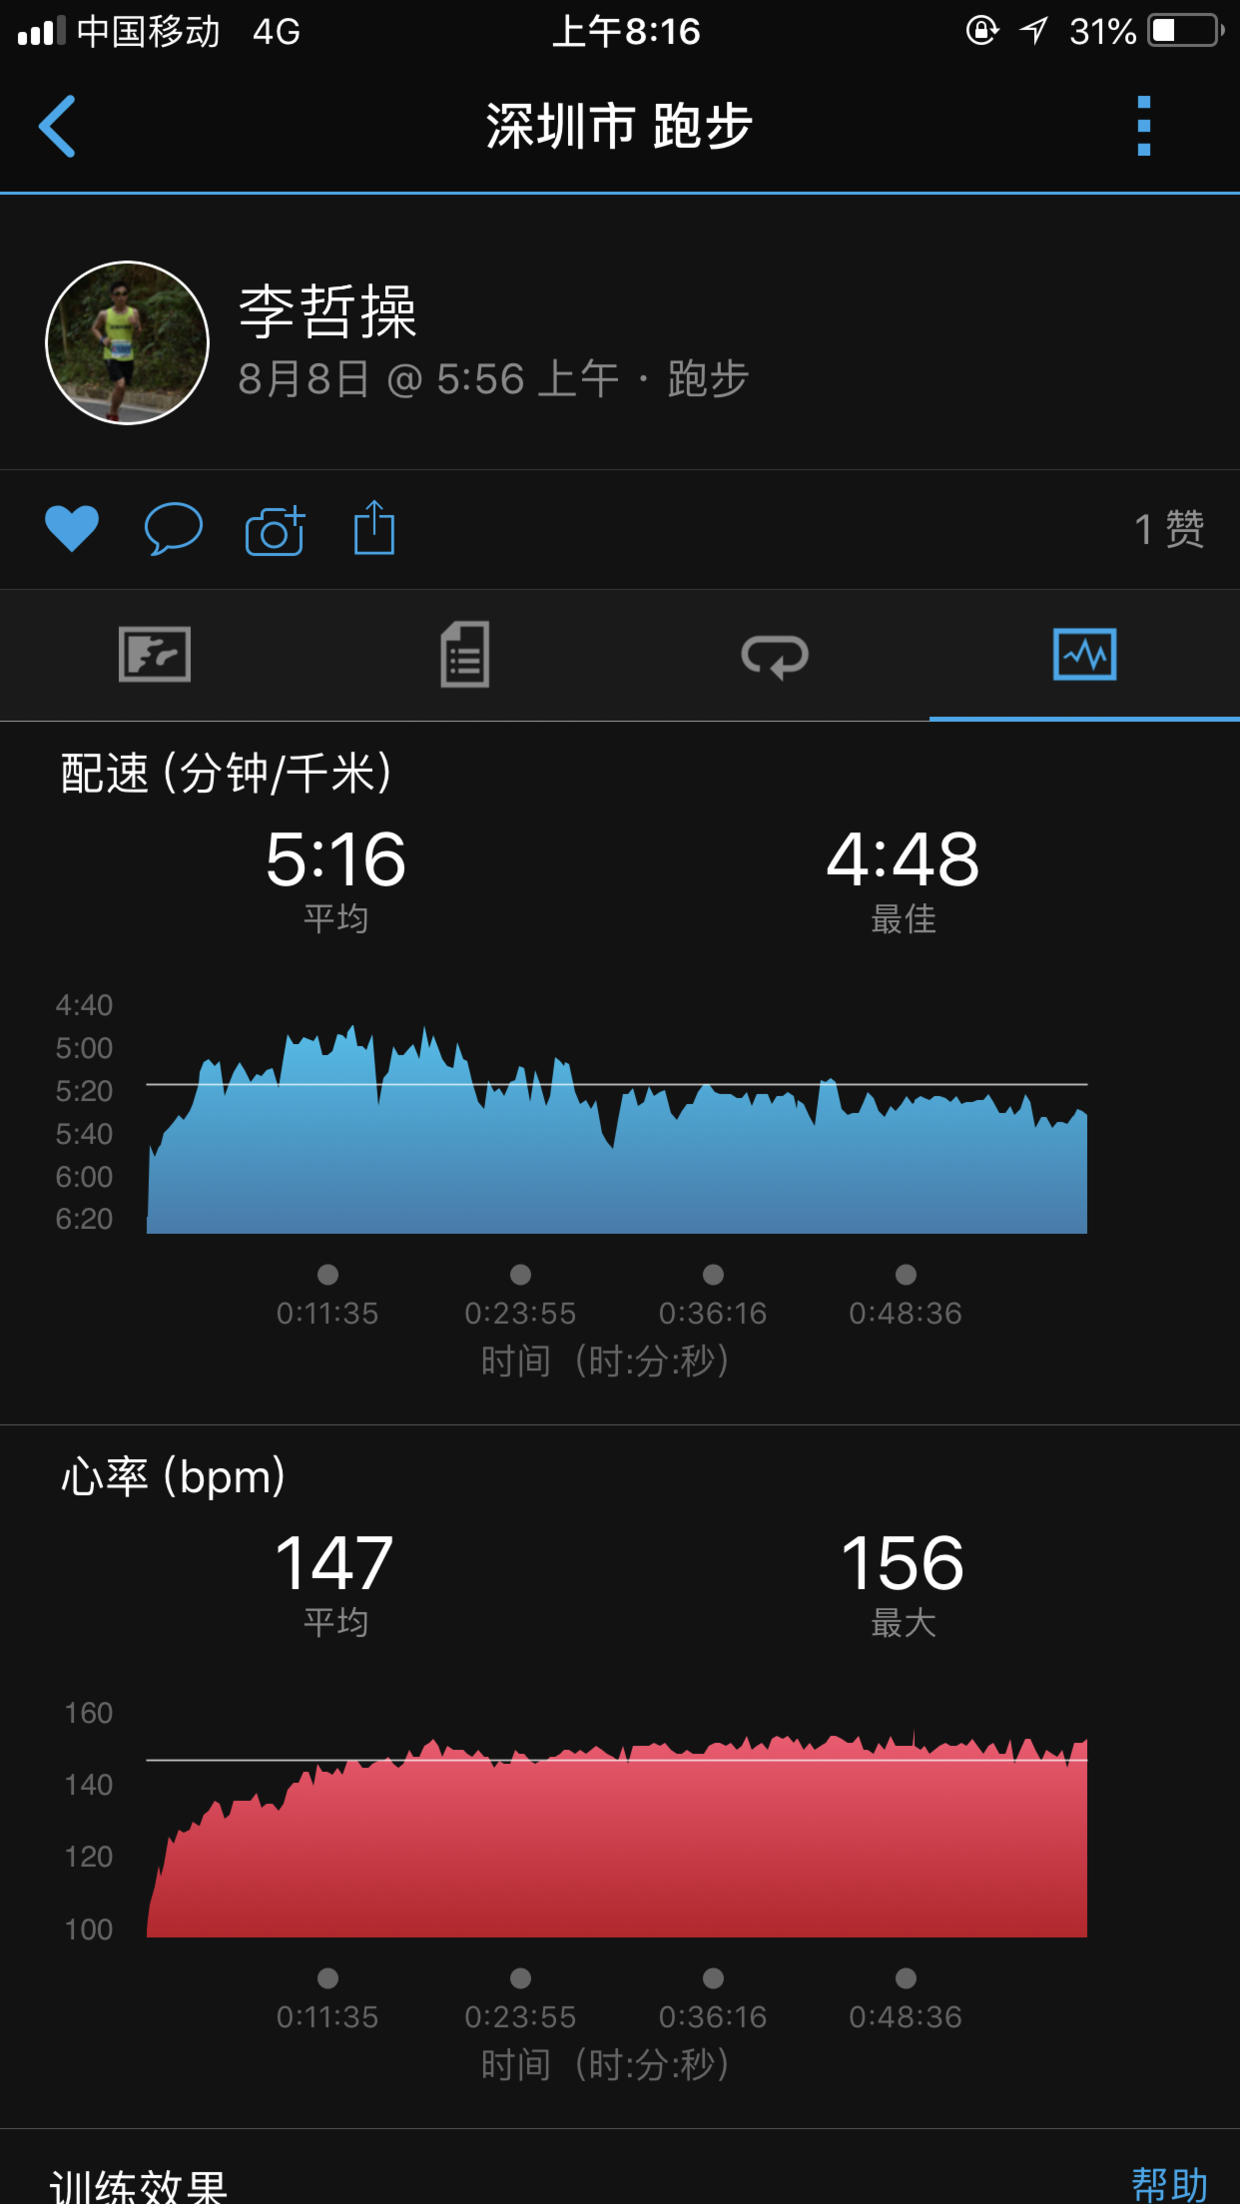 中国移动 4G 上午8:16 31%
深圳市 跑步
李哲操
8月8日 @ 5:56 上午 · 跑步
1 赞
配速 (分钟/千米)
5:16 4:48
平均 最佳
4:40
5:00
5:20
5:40
6:00
6:20
0:11:35 0:23:55 0:36:16 0:48:36
时间（时:分:秒）
心率 (bpm)
147 156
平均 最大
160
140
120
100
0:11:35 0:23:55 0:36:16 0:48:36
时间（时:分:秒）
训练效果 帮助